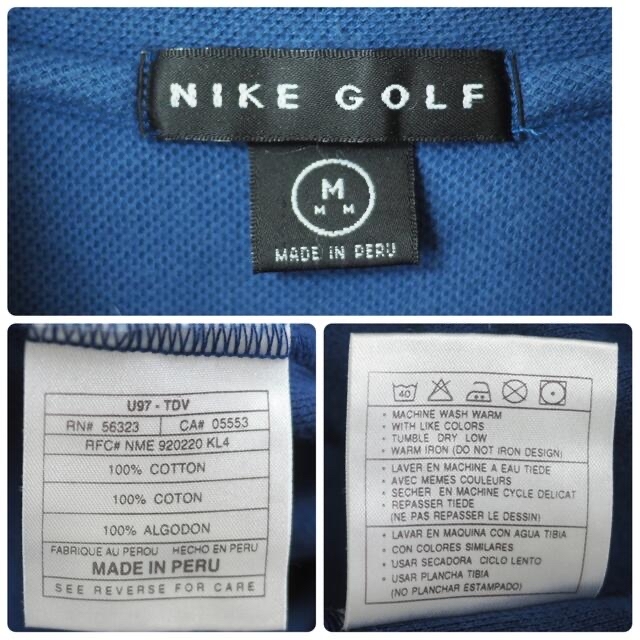 NIKE GOLF
M
M M
MADE IN PERU
U97 - TDV
RN# 56323 CA# 05553
RFC# NME 920220 KL4
100% COTTON
100% COTON
100% ALGODON
FABRIQUE AU PEROU HECHO EN PERU
MADE IN PERU
SEE REVERSE FOR CARE
40
• MACHINE WASH WARM
• WITH LIKE COLORS
• TUMBLE DRY LOW
• WARM IRON (DO NOT IRON DESIGN)
• LAVER EN MACHINE A EAU TIEDE
• AVEC MEMES COULEURS
• SECHER EN MACHINE CYCLE DELICAT
• REPASSER TIEDE
(NE PAS REPASSER LE DESSIN)
• LAVAR EN MAQUINA CON AGUA TIBIA
• CON COLORES SIMILARES
• USAR SECADORA CICLO LENTO
• USAR PLANCHA TIBIA
(NO PLANCHAR ESTAMPADO)